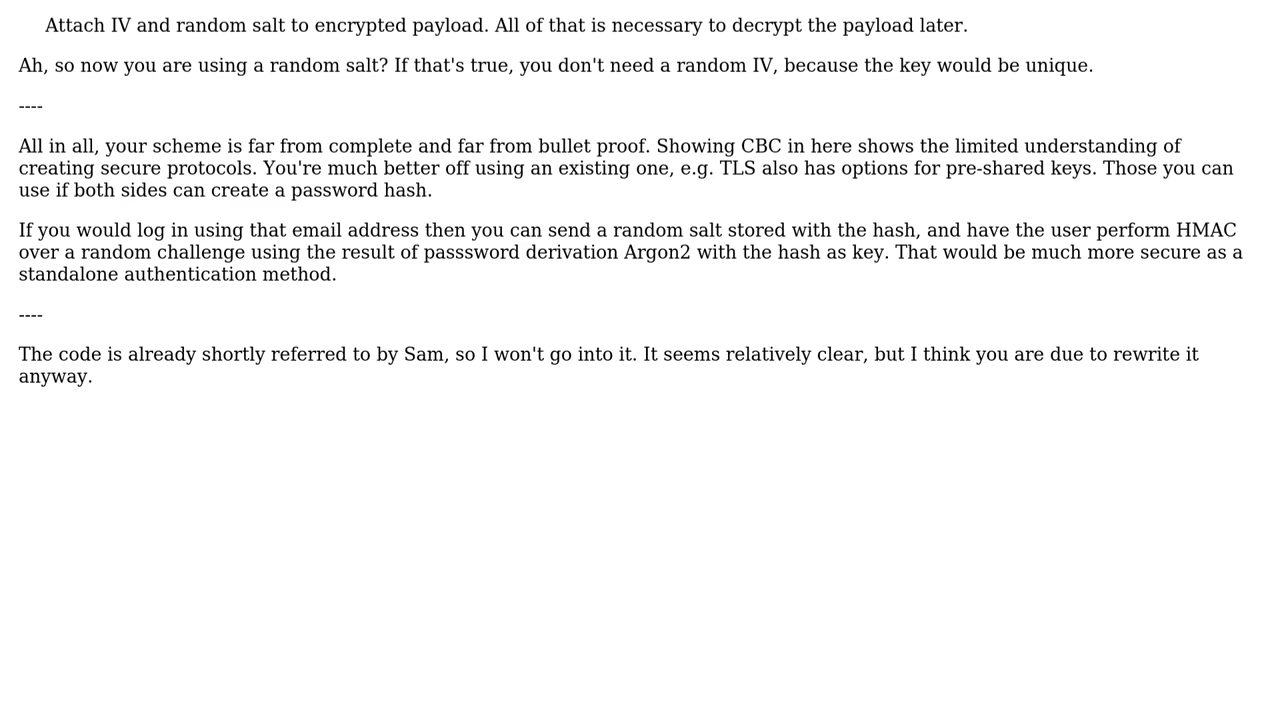 Attach IV and random salt to encrypted payload. All of that is necessary to decrypt the payload later.
Ah, so now you are using a random salt? If that's true, you don't need a random IV, because the key would be unique.
----
All in all, your scheme is far from complete and far from bullet proof. Showing CBC in here shows the limited understanding of
creating secure protocols. You're much better off using an existing one, e.g. TLS also has options for pre-shared keys. Those you can
use if both sides can create a password hash.
If you would log in using that email address then you can send a random salt stored with the hash, and have the user perform HMAC
over a random challenge using the result of passsword derivation Argon2 with the hash as key. That would be much more secure as a
standalone authentication method.
----
The code is already shortly referred to by Sam, so I won't go into it. It seems relatively clear, but I think you are due to rewrite it
anyway.